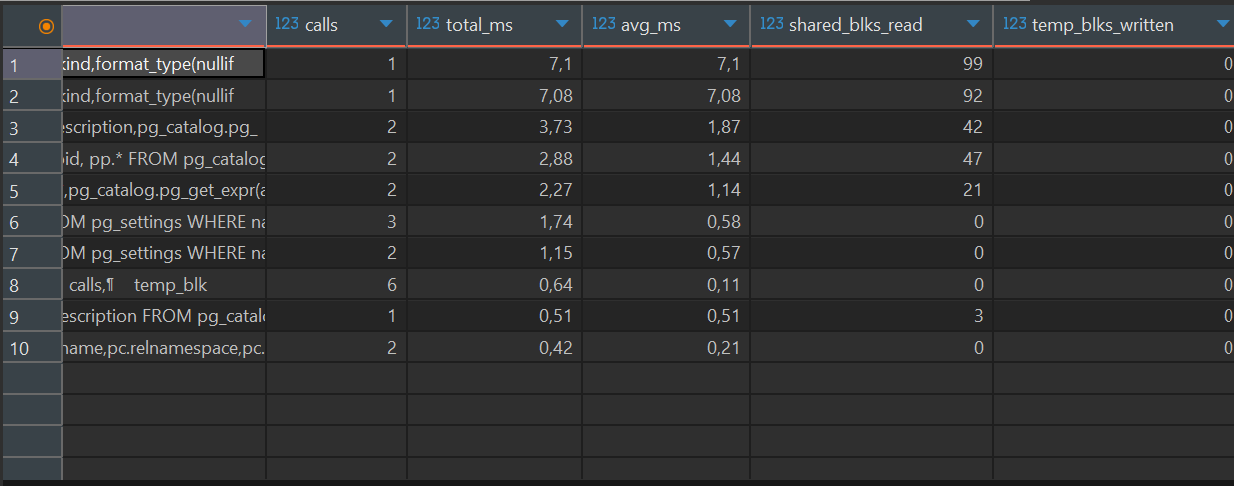 123 calls 123 total_ms 123 avg_ms 123 shared_blks_read 123 temp_blks_written
1 kind,format_type(nullif 1 7,1 7,1 99 0
2 kind,format_type(nullif 1 7,08 7,08 92 0
3 escription,pg_catalog.pg_ 2 3,73 1,87 42 0
4 oid, pp.* FROM pg_catalog 2 2,88 1,44 47 0
5 ,pg_catalog.pg_get_expr(a 2 2,27 1,14 21 0
6 OM pg_settings WHERE na 3 1,74 0,58 0 0
7 OM pg_settings WHERE na 2 1,15 0,57 0 0
8 calls,¶ temp_blk 6 0,64 0,11 0 0
9 escription FROM pg_catalo 1 0,51 0,51 3 0
10 name,pc.relnamespace,pc. 2 0,42 0,21 0 0